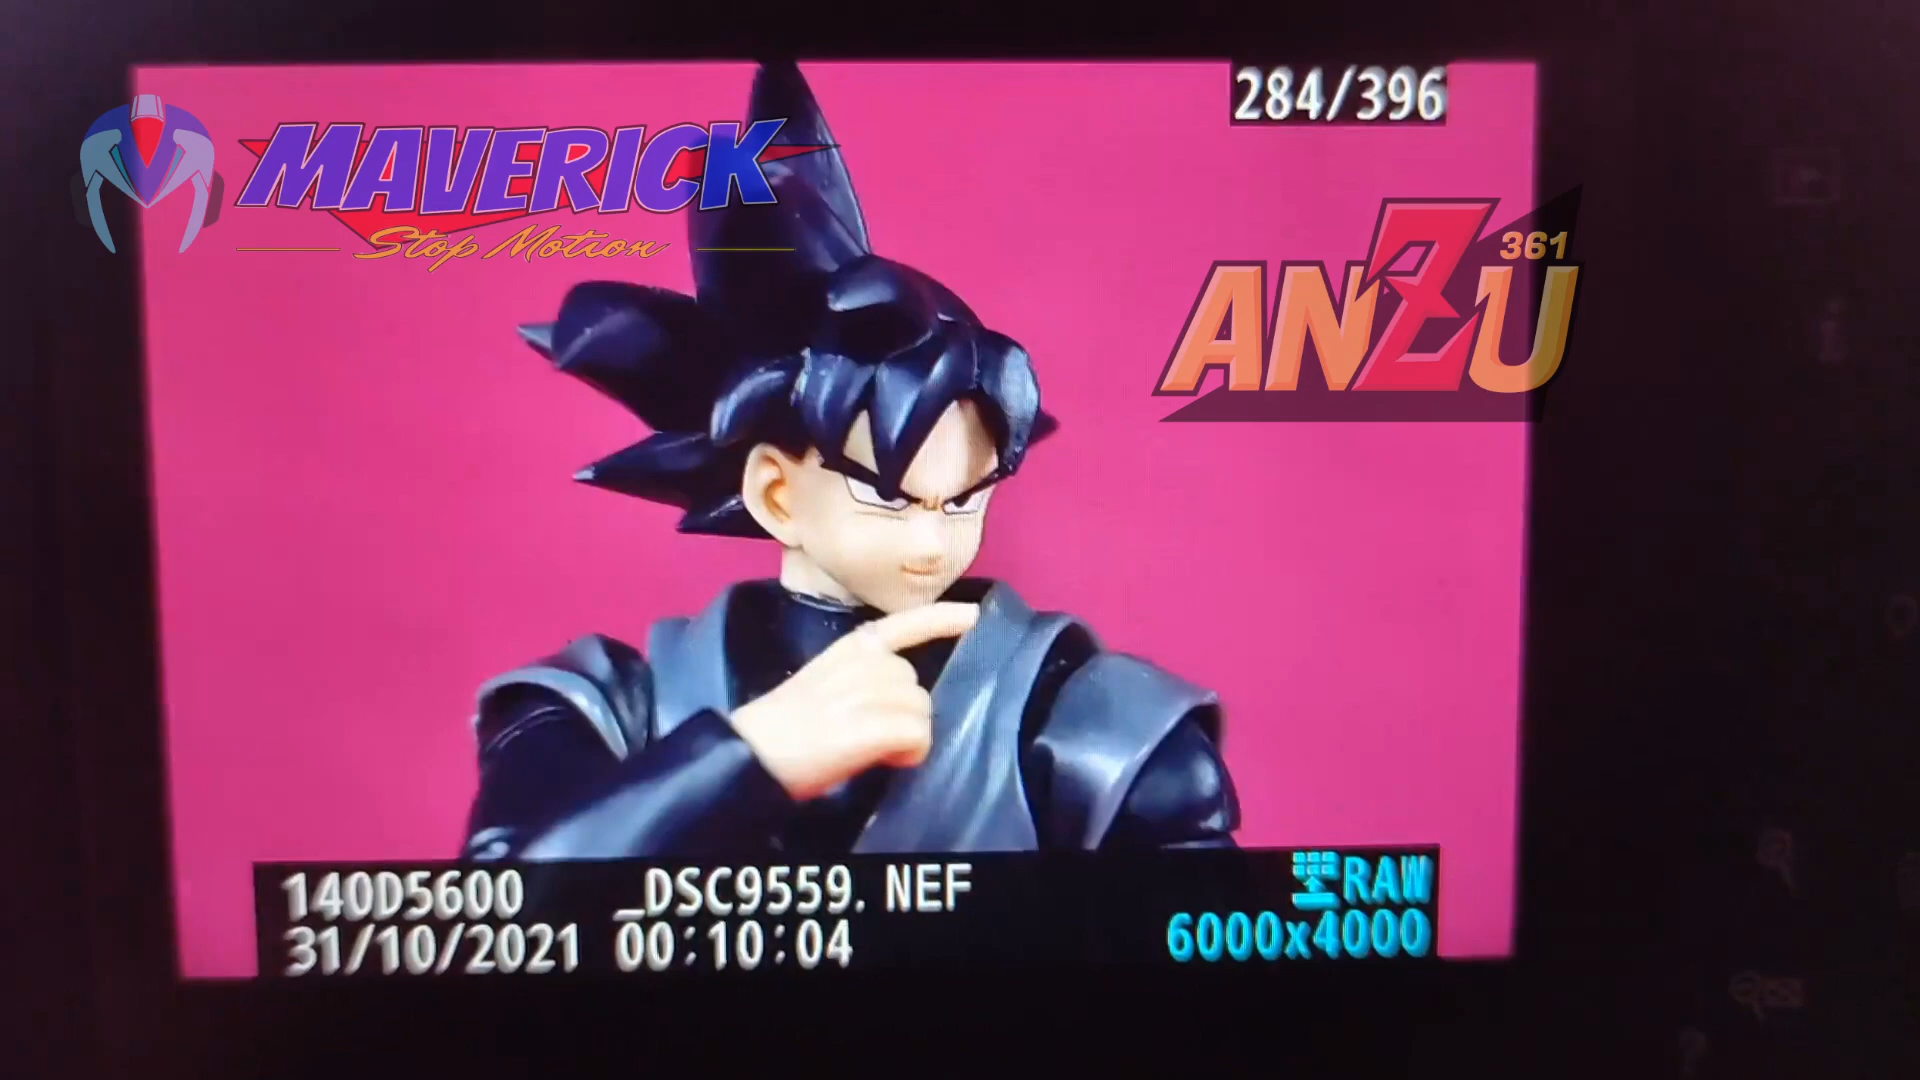 284/396
MAVERICK
Stop Motion
361
ANZU
140D5600 _DSC9559.NEF RAW
31/10/2021 00:10:04 6000x4000